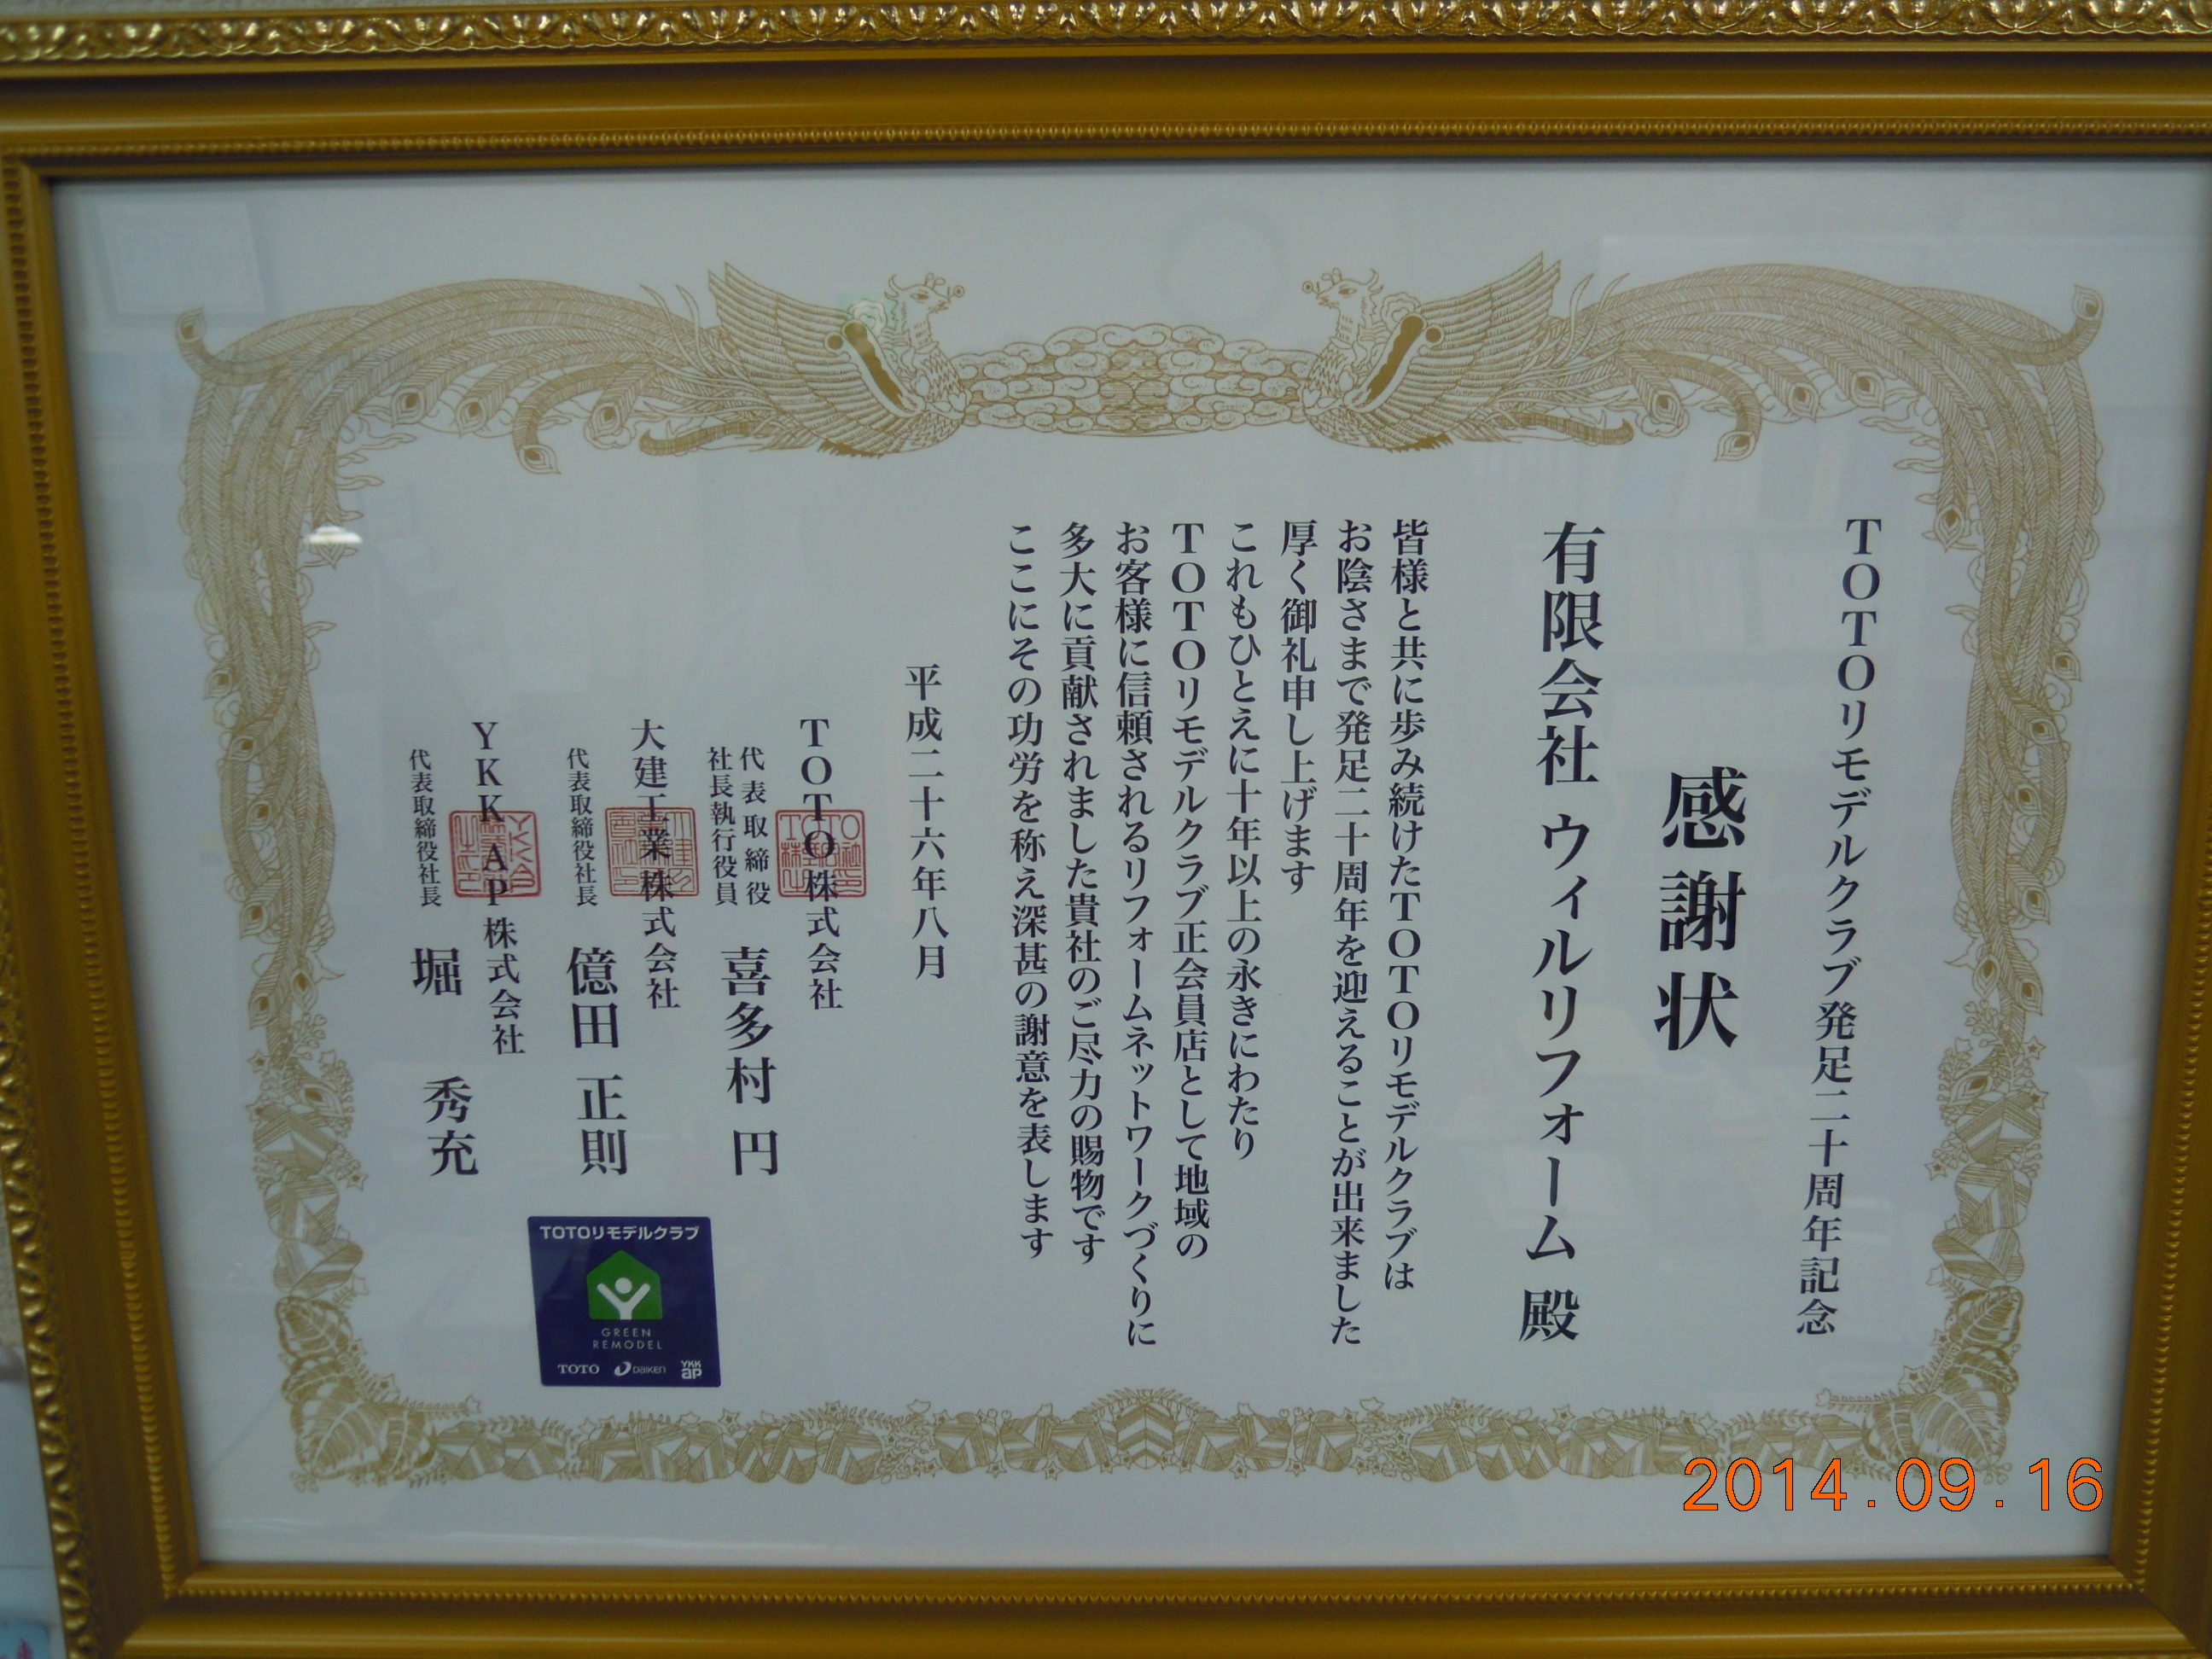 TOTOリモデルクラブ発足二十周年記念
感謝状
有限会社 ウィルリフォーム 殿
皆様と共に歩み続けたTOTOリモデルクラブは
お陰さまで発足二十周年を迎えることが出来ました
厚く御礼申し上げます
これもひとえに十年以上の永きにわたり
TOTOリモデルクラブ正会員店として地域の
お客様に信頼されるリフォームネットワークづくりに
多大に貢献されました貴社のご尽力の賜物です
ここにその功労を称え深甚の謝意を表します
平成二十六年八月
TOTO株式会社
代表取締役
社長執行役員
喜多村 円
大建工業株式会社
代表取締役社長 億田 正則
YKK AP株式会社
代表取締役社長 堀 秀充
TOTOリモデルクラブ
GREEN
REMODEL
TOTO DAIKEN YKK ap
2014.09.16